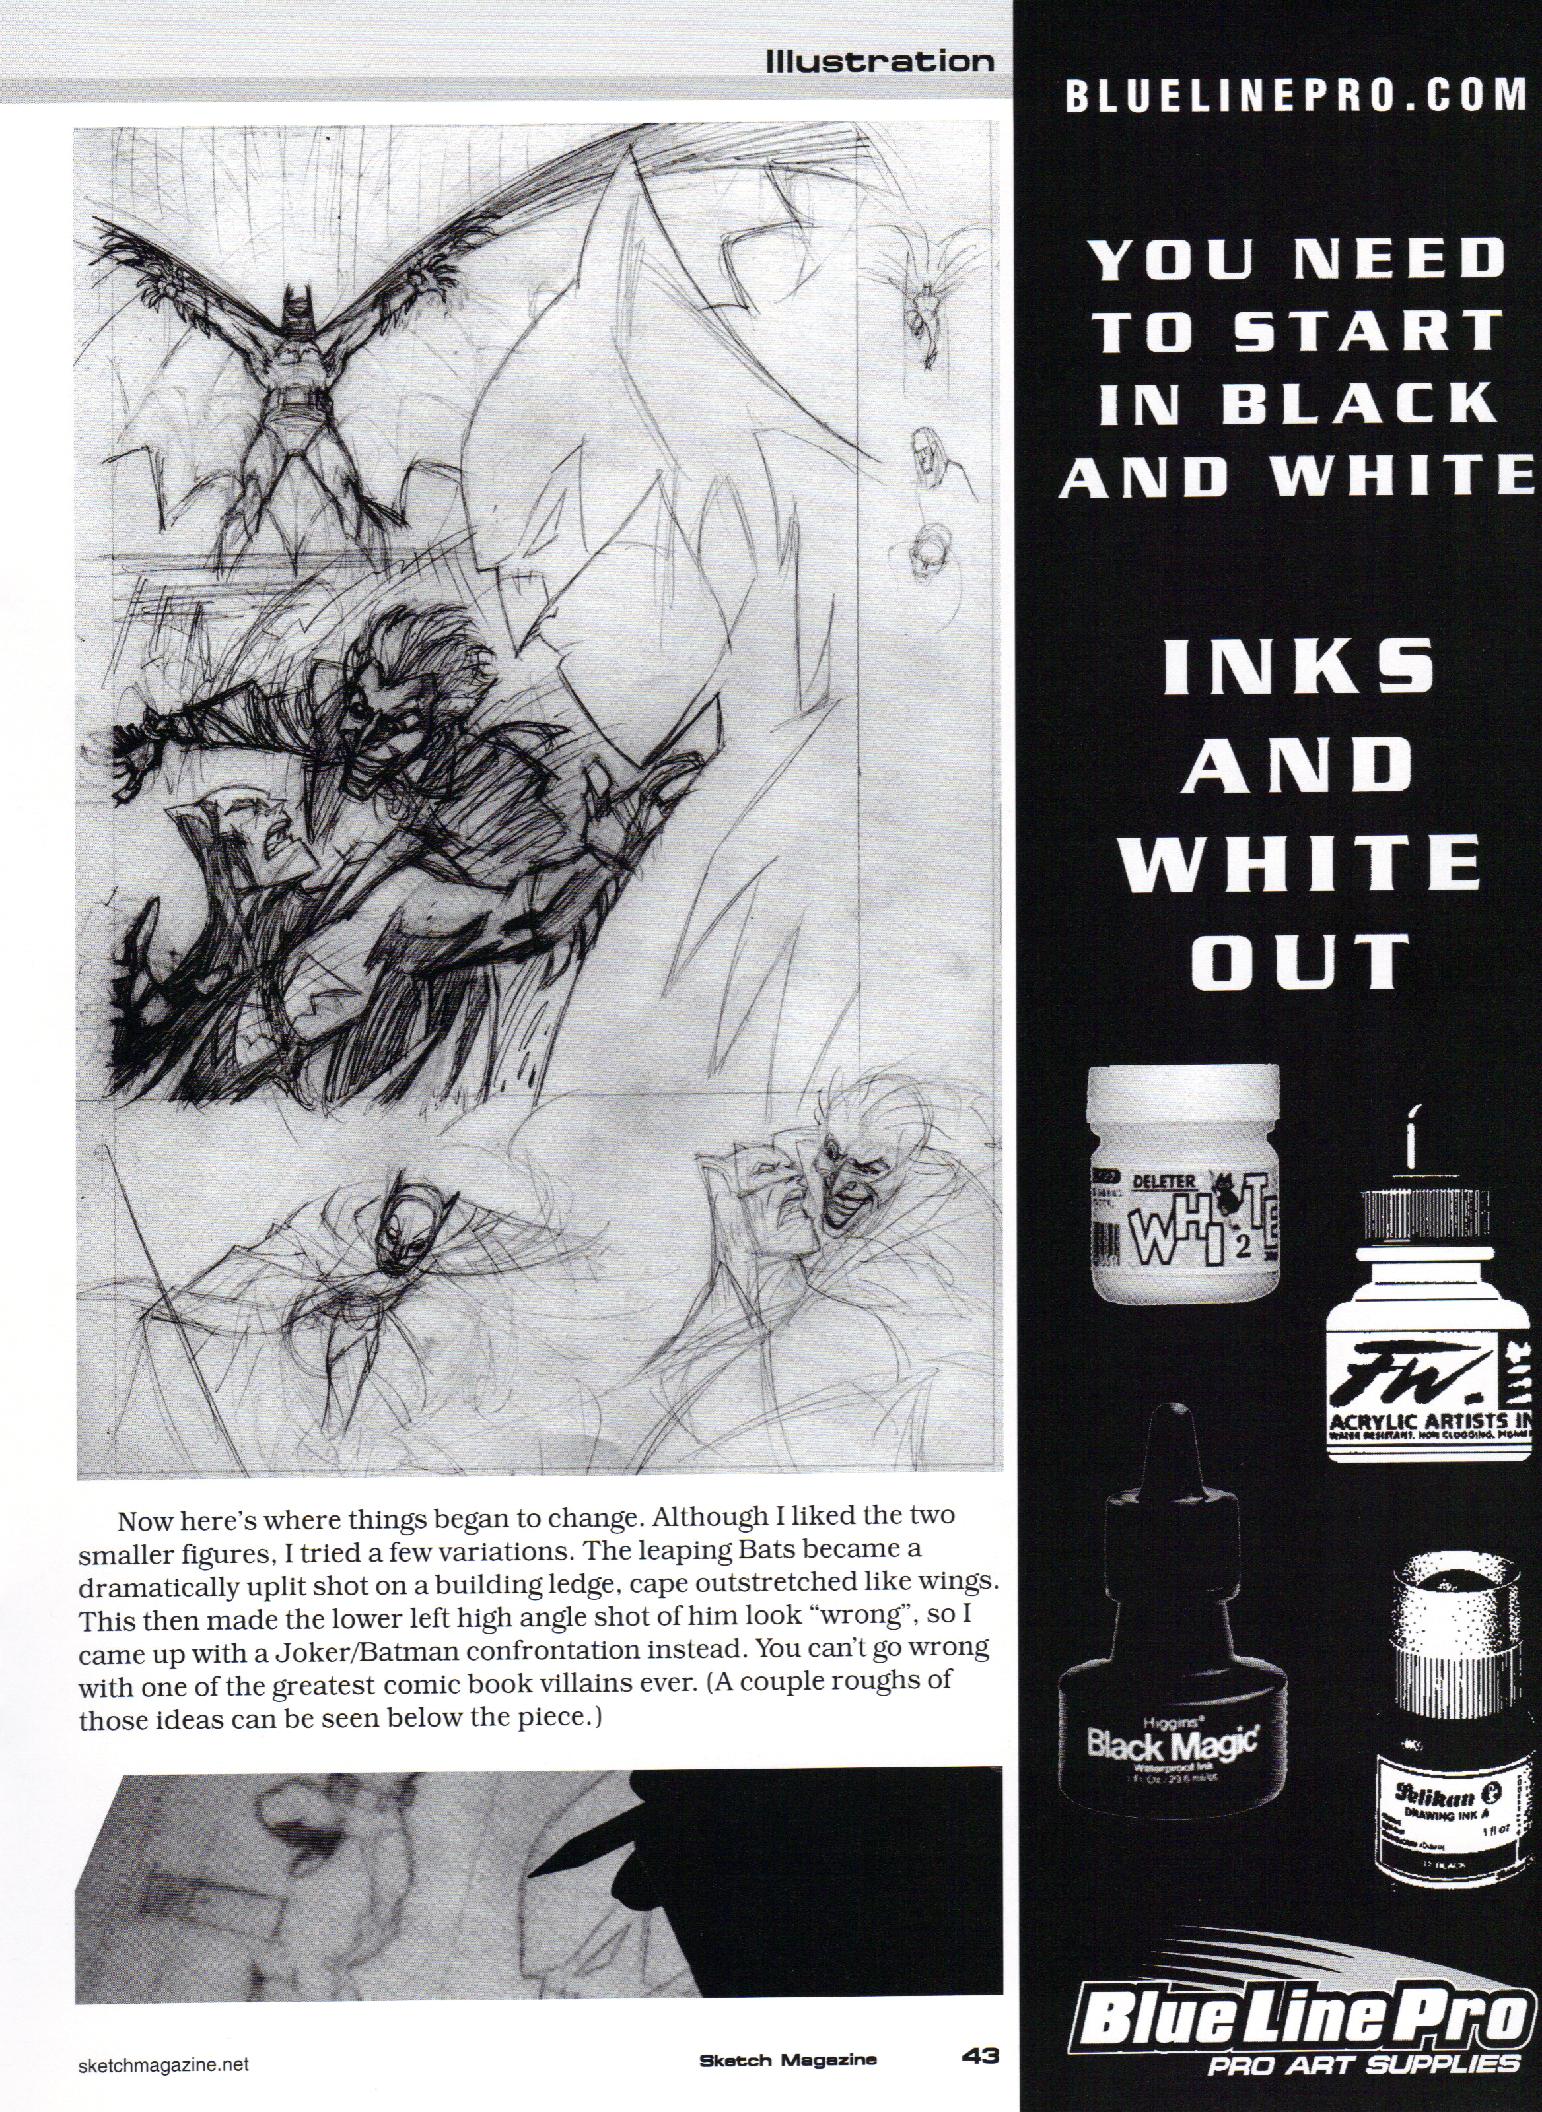 Illustration
Now here's where things began to change. Although I liked the two
smaller figures, I tried a few variations. The leaping Bats became a
dramatically uplit shot on a building ledge, cape outstretched like wings.
This then made the lower left high angle shot of him look “wrong”, so I
came up with a Joker/Batman confrontation instead. You can't go wrong
with one of the greatest comic book villains ever. (A couple roughs of
those ideas can be seen below the piece.)
sketchmagazine.net
Sketch Magazine 43
BLUELINEPRO.COM
YOU NEED
TO START
IN BLACK
AND WHITE
INKS
AND
WHITE
OUT
DELETER
WHITE
2
FW.
ACRYLIC ARTISTS IN
WATER RESISTANT. NON CLOGGING.
Higgins®
Black Magic®
Waterproof Ink
Pelikan
DRAWING INK A
1 fl oz
BlueLinePro
PRO ART SUPPLIES